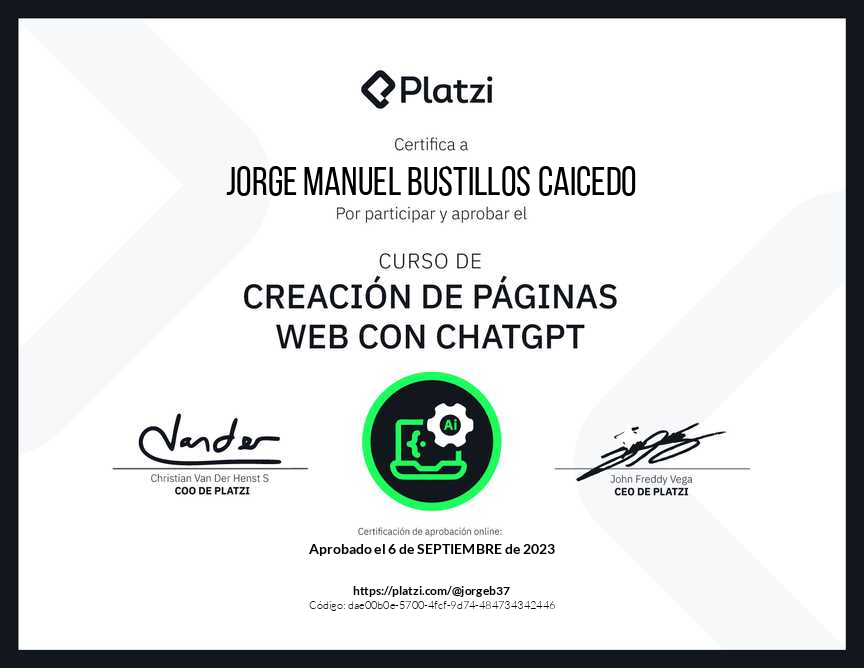 Platzi
Certifica a
JORGE MANUEL BUSTILLOS CAICEDO
Por participar y aprobar el
CURSO DE
CREACIÓN DE PÁGINAS
WEB CON CHATGPT
Ai
Vander
Christian Van Der Henst S
COO DE PLATZI
John Freddy Vega
CEO DE PLATZI
Certificación de aprobación online:
Aprobado el 6 de SEPTIEMBRE de 2023
https://platzi.com/@jorgeb37
Código: dae00b0e-5700-4fcf-9d74-484734342446